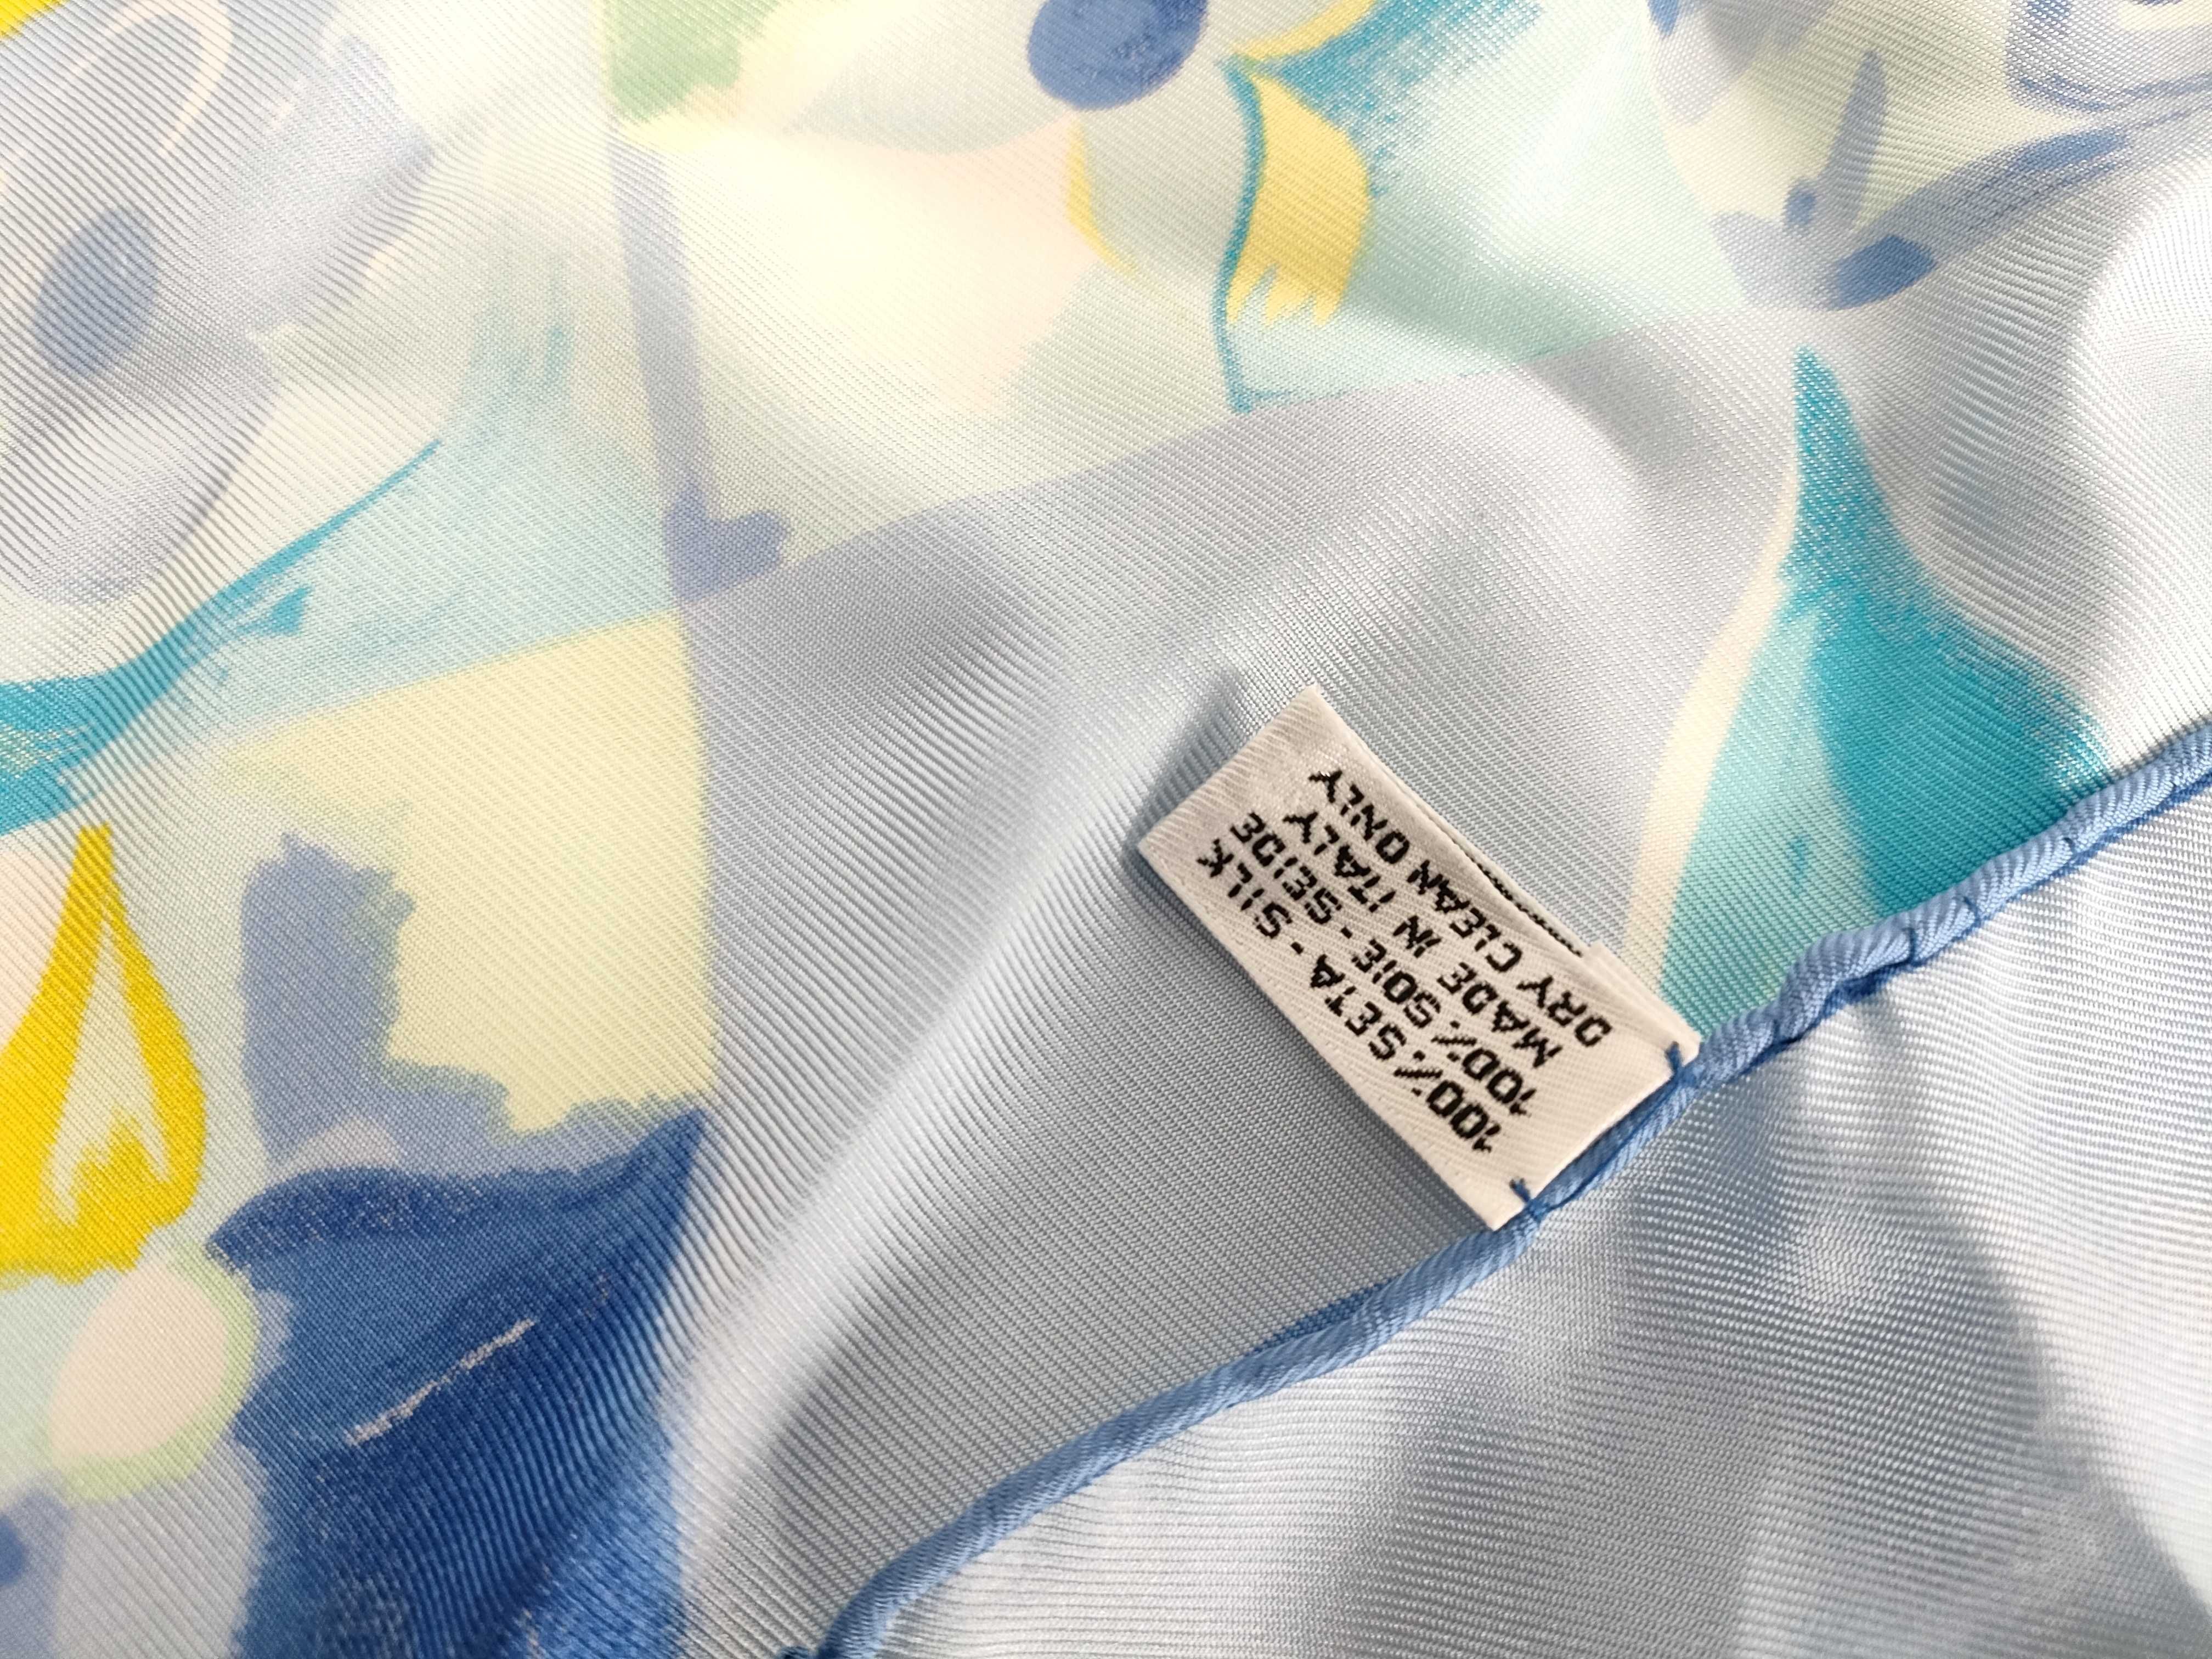 100% SETA - SILK
100% SOIE - SEIDE
MADE IN ITALY
DRY CLEAN ONLY